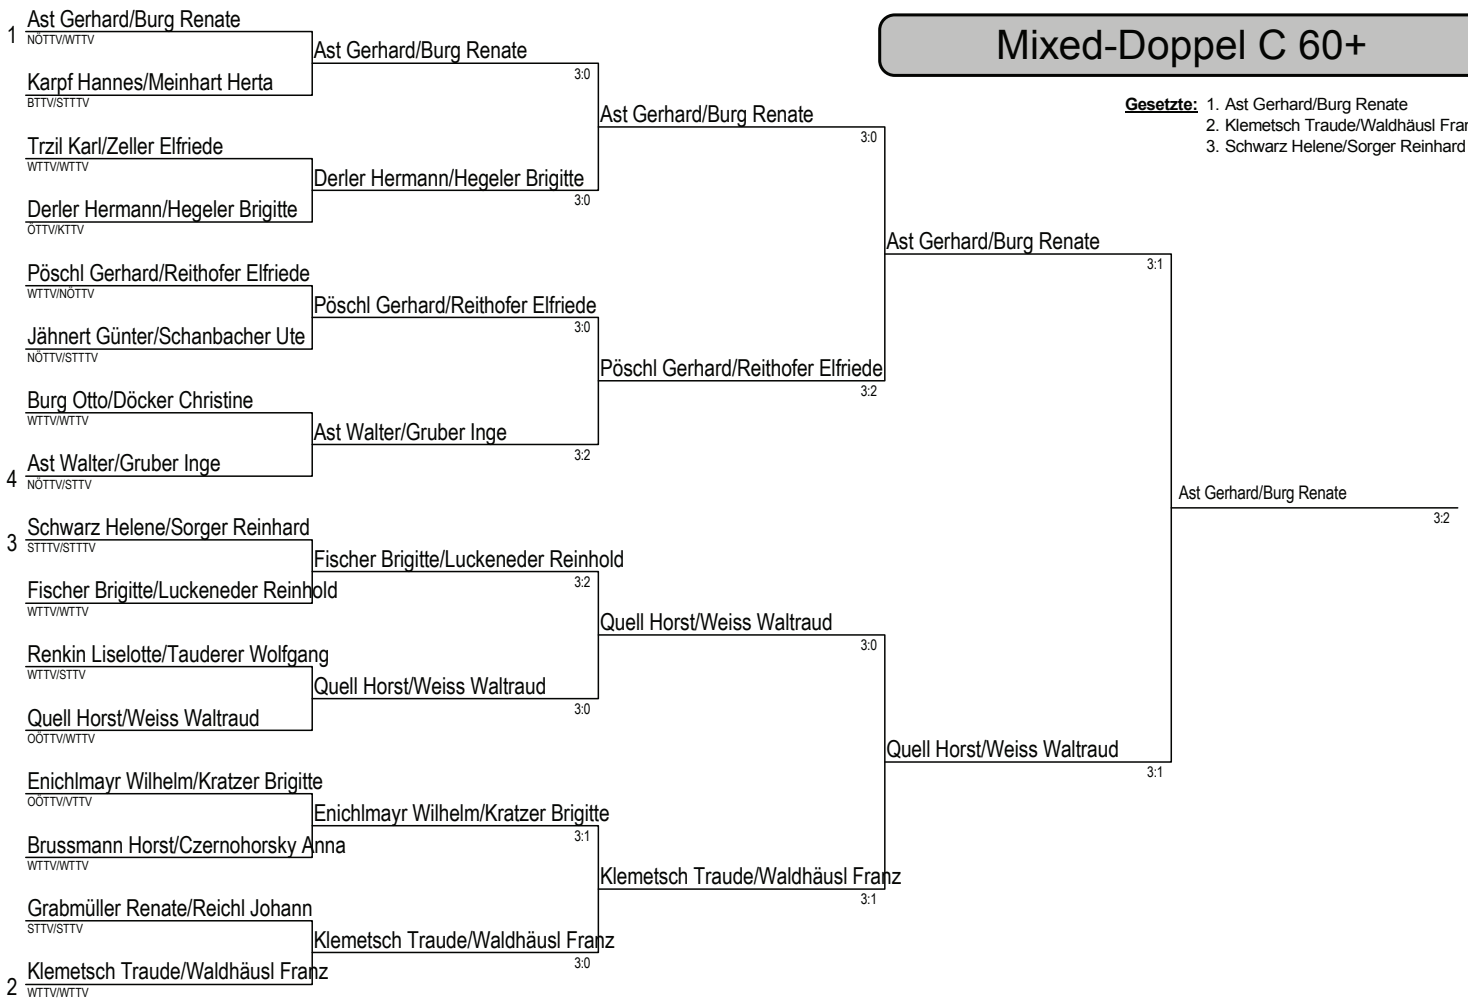 Mixed-Doppel C 60+
Gesetzte: 1. Ast Gerhard/Burg Renate
2. Klemetsch Traude/Waldhäusl
3. Schwarz Helene/Sorger Reinhard
1 Ast Gerhard/Burg Renate
NÖTTV/WTTV
Karpf Hannes/Meinhart Herta
BTTV/STTTV
Trzil Karl/Zeller Elfriede
WTTV/WTTV
Derler Hermann/Hegeler Brigitte
ÖTTV/KTTV
Pöschl Gerhard/Reithofer Elfriede
WTTV/NÖTTV
Jähnert Günter/Schanbacher Ute
NÖTTV/STTTV
Burg Otto/Döcker Christine
WTTV/WTTV
4 Ast Walter/Gruber Inge
NÖTTV/STTV
3 Schwarz Helene/Sorger Reinhard
STTTV/STTTV
Fischer Brigitte/Luckeneder Reinhold
WTTV/WTTV
Renkin Liselotte/Tauderer Wolfgang
WTTV/STTV
Quell Horst/Weiss Waltraud
OÖTTV/WTTV
Enichlmayr Wilhelm/Kratzer Brigitte
OÖTTV/VTTV
Brussmann Horst/Czernohorsky Anna
WTTV/WTTV
Grabmüller Renate/Reichl Johann
STTV/STTV
2 Klemetsch Traude/Waldhäusl Franz
WTTV/WTTV
Ast Gerhard/Burg Renate
3:0
Derler Hermann/Hegeler Brigitte
3:0
Pöschl Gerhard/Reithofer Elfriede
3:0
Ast Walter/Gruber Inge
3:2
Fischer Brigitte/Luckeneder Reinhold
3:2
Quell Horst/Weiss Waltraud
3:0
Enichlmayr Wilhelm/Kratzer Brigitte
3:1
Klemetsch Traude/Waldhäusl Franz
3:0
Ast Gerhard/Burg Renate
3:0
Pöschl Gerhard/Reithofer Elfriede
3:2
Quell Horst/Weiss Waltraud
3:0
Klemetsch Traude/Waldhäusl Franz
3:1
Ast Gerhard/Burg Renate
3:1
Quell Horst/Weiss Waltraud
3:1
Ast Gerhard/Burg Renate
3:2